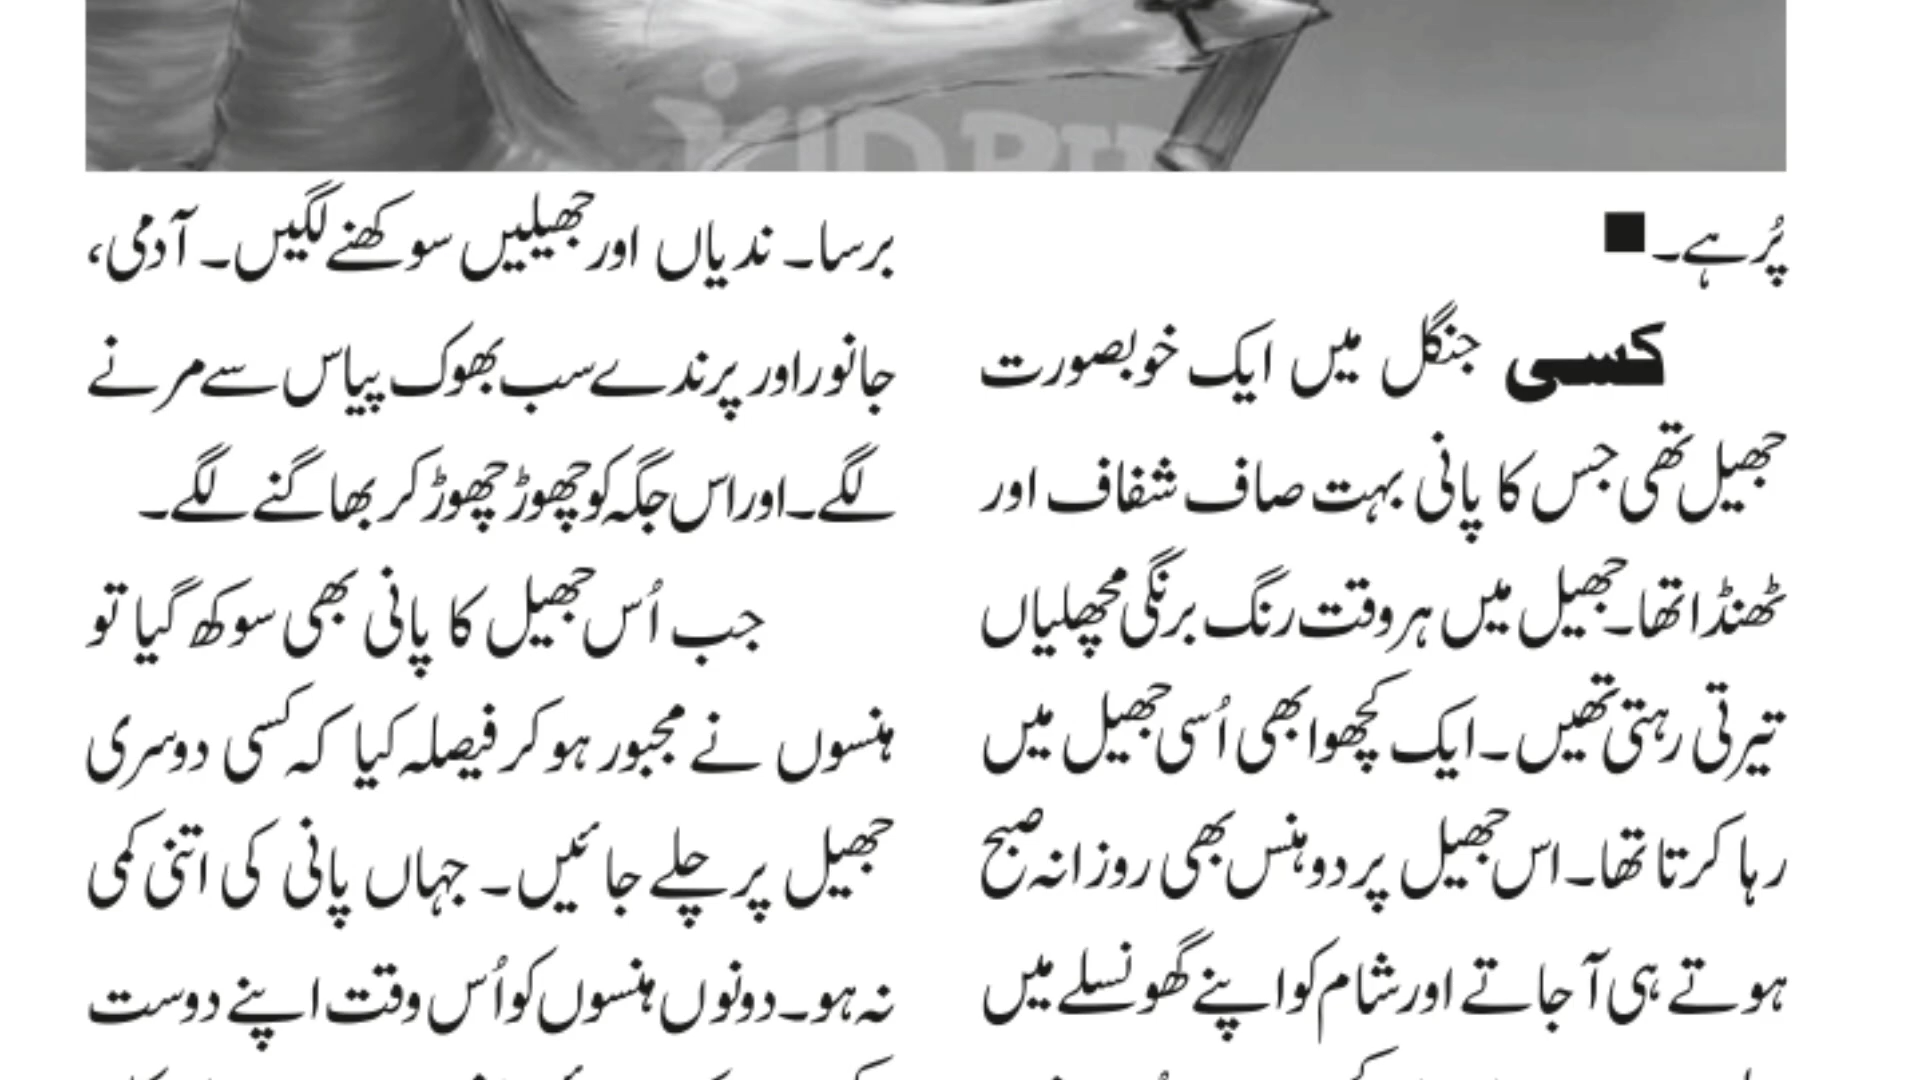 KID
پُر ہے۔■
کسی جنگل میں ایک خوبصورت
جھیل تھی جس کا پانی بہت صاف شفاف اور
ٹھنڈا تھا۔ جھیل میں ہر وقت رنگ برنگی مچھلیاں
تیرتی رہتی تھیں۔ ایک کچھوا بھی اُسی جھیل میں
رہا کرتا تھا۔ اس جھیل پر دو ہنس بھی روزانہ صبح
ہوتے ہی آ جاتے اور شام کو اپنے گھونسلے میں
برسا۔ ندیاں اور جھیلیں سوکھنے لگیں۔ آدمی،
جانور اور پرندے سب بھوک پیاس سے مرنے
لگے۔ اور اس جگہ کو چھوڑ چھوڑ کر بھاگنے لگے۔
جب اُس جھیل کا پانی بھی سوکھ گیا تو
ہنسوں نے مجبور ہو کر فیصلہ کیا کہ کسی دوسری
جھیل پر چلے جائیں۔ جہاں پانی کی اتنی کمی
نہ ہو۔ دونوں ہنسوں کو اُس وقت اپنے دوست